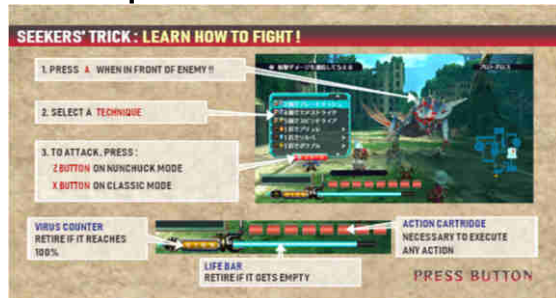 SEEKERS' TRICK : LEARN HOW TO FIGHT !
1. PRESS A WHEN IN FRONT OF ENEMY !!
2. SELECT A TECHNIQUE
3. TO ATTACK, PRESS :
Z BUTTON ON NUNCHUCK MODE
X BUTTON ON CLASSIC MODE
VIRUS COUNTER
RETIRE IF IT REACHES
100%
LIFE BAR
RETIRE IF IT GETS EMPTY
ACTION CARTRIDGE
NECESSARY TO EXECUTE
ANY ACTION
PRESS BUTTON